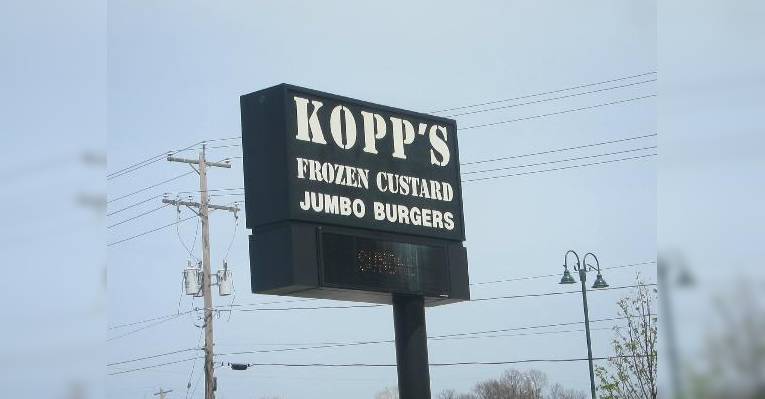 KOPP'S
FROZEN CUSTARD
JUMBO BURGERS